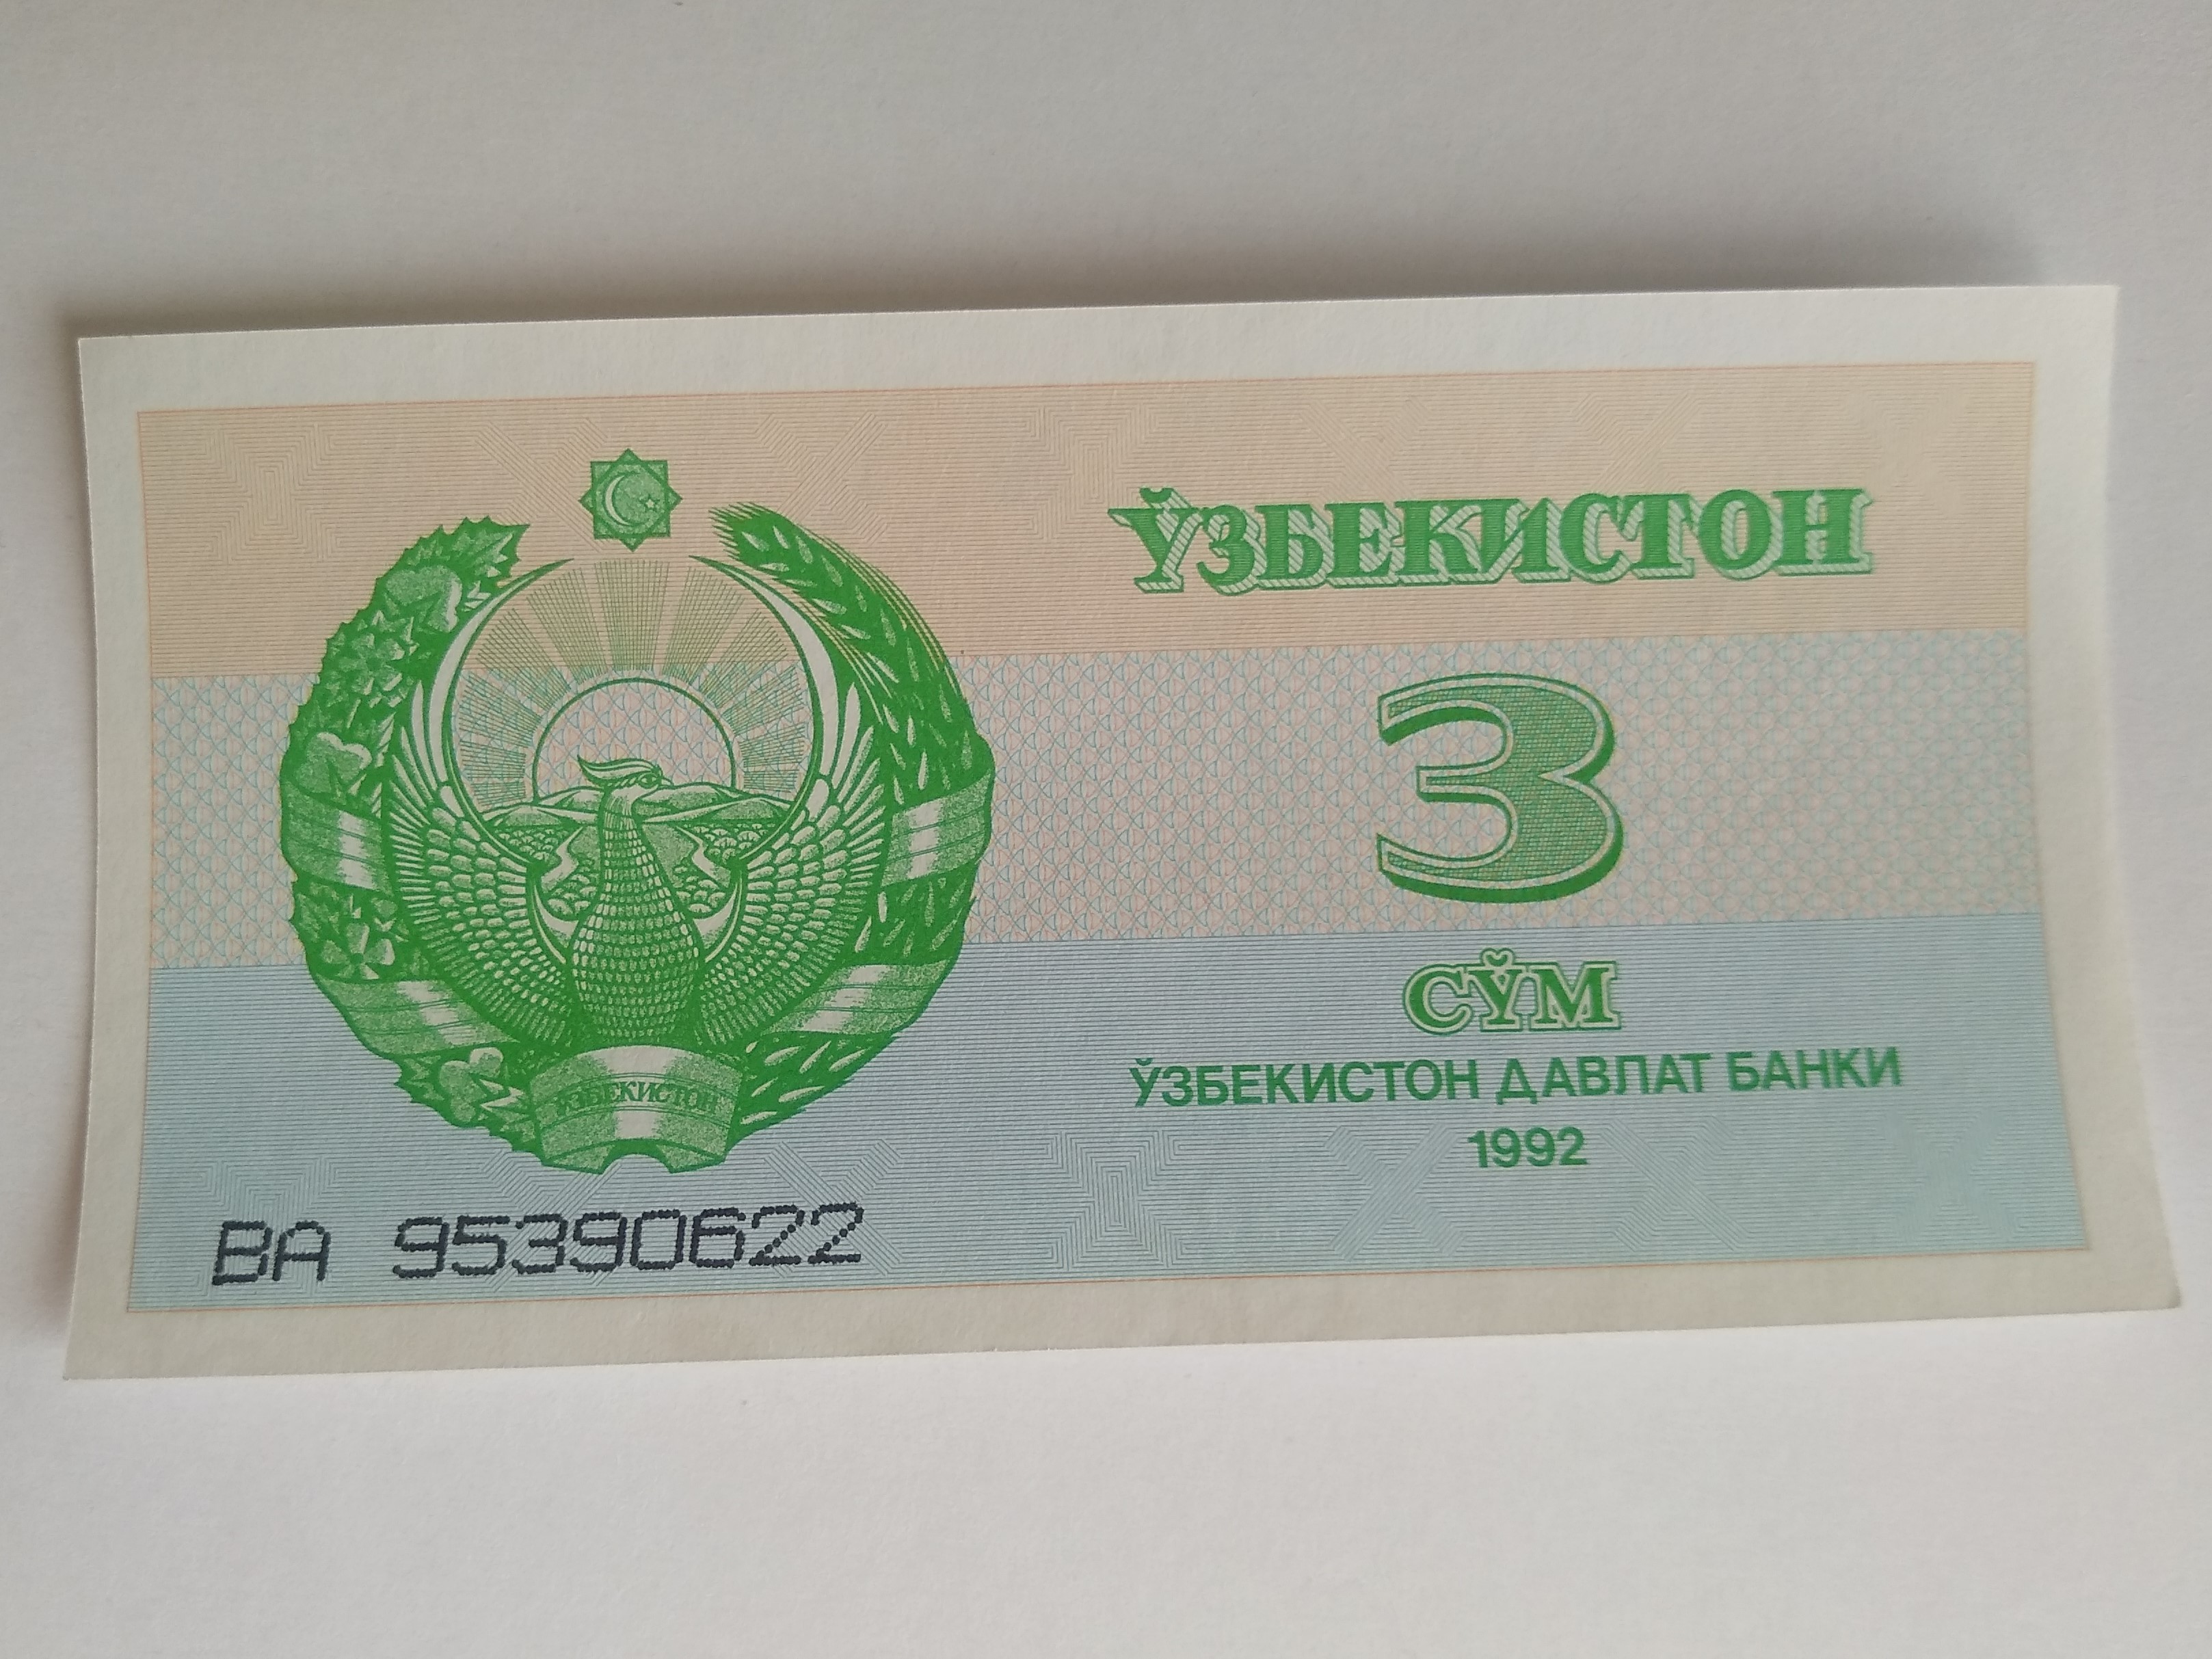 ЎЗБЕКИСТОН
3
СЎМ
ЎЗБЕКИСТОН ДАВЛАТ БАНКИ
1992
ЎЗБЕКИСТОН
ВА 95390622